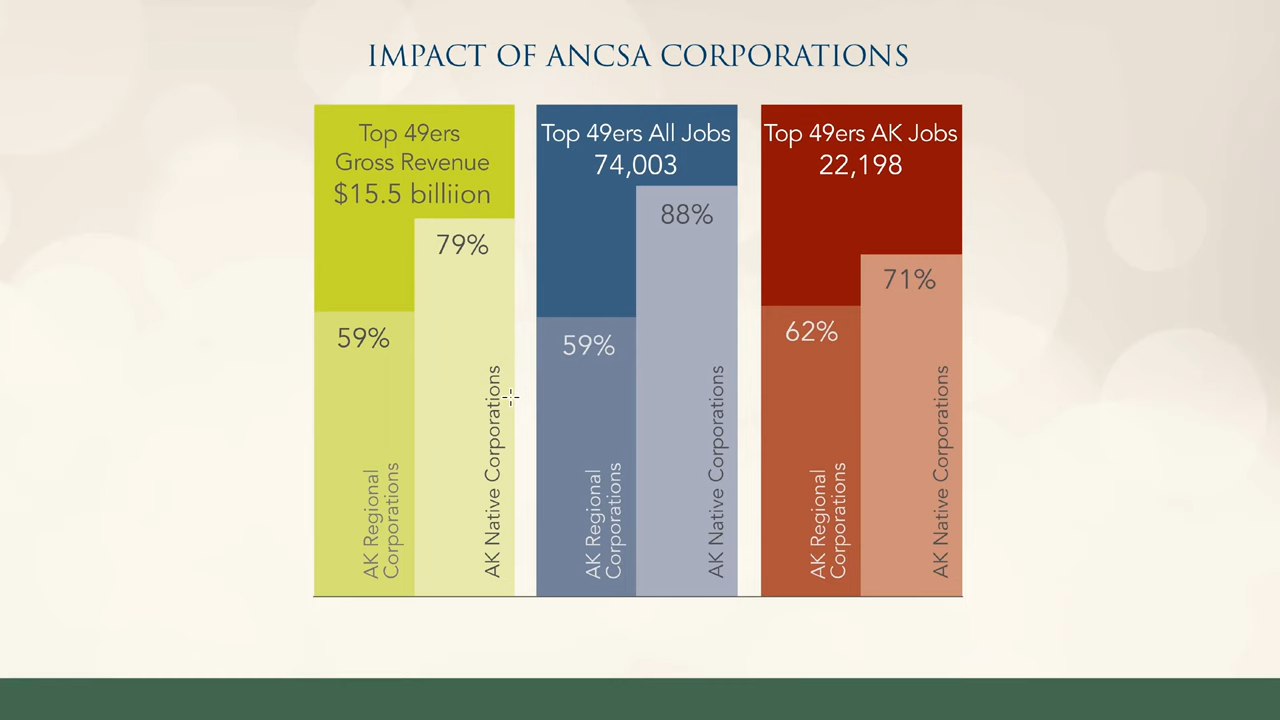 IMPACT OF ANCSA CORPORATIONS
Top 49ers
Gross Revenue
$15.5 billiion
79%
59%
AK Regional
Corporations
AK Native Corporations
Top 49ers All Jobs
74,003
88%
59%
AK Regional
Corporations
AK Native Corporations
Top 49ers AK Jobs
22,198
71%
62%
AK Regional
Corporations
AK Native Corporations